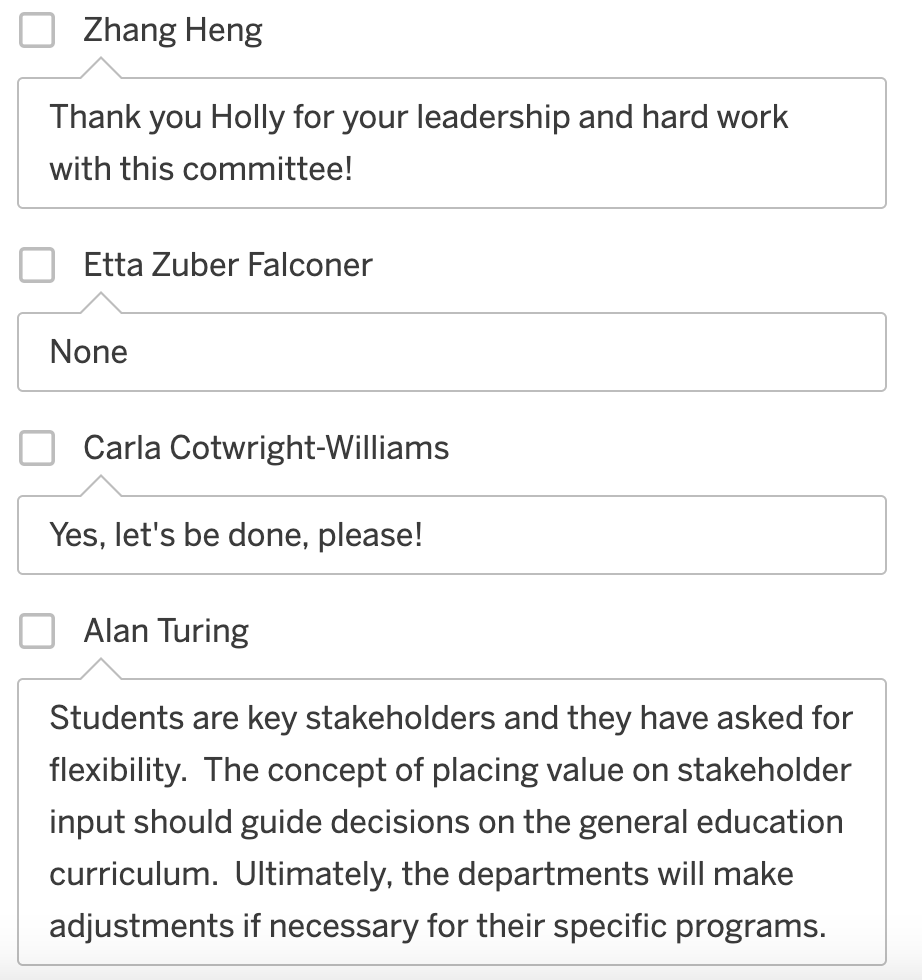 Zhang Heng
Thank you Holly for your leadership and hard work
with this committee!
Etta Zuber Falconer
None
Carla Cotwright-Williams
Yes, let's be done, please!
Alan Turing
Students are key stakeholders and they have asked for
flexibility.  The concept of placing value on stakeholder
input should guide decisions on the general education
curriculum.  Ultimately, the departments will make
adjustments if necessary for their specific programs.